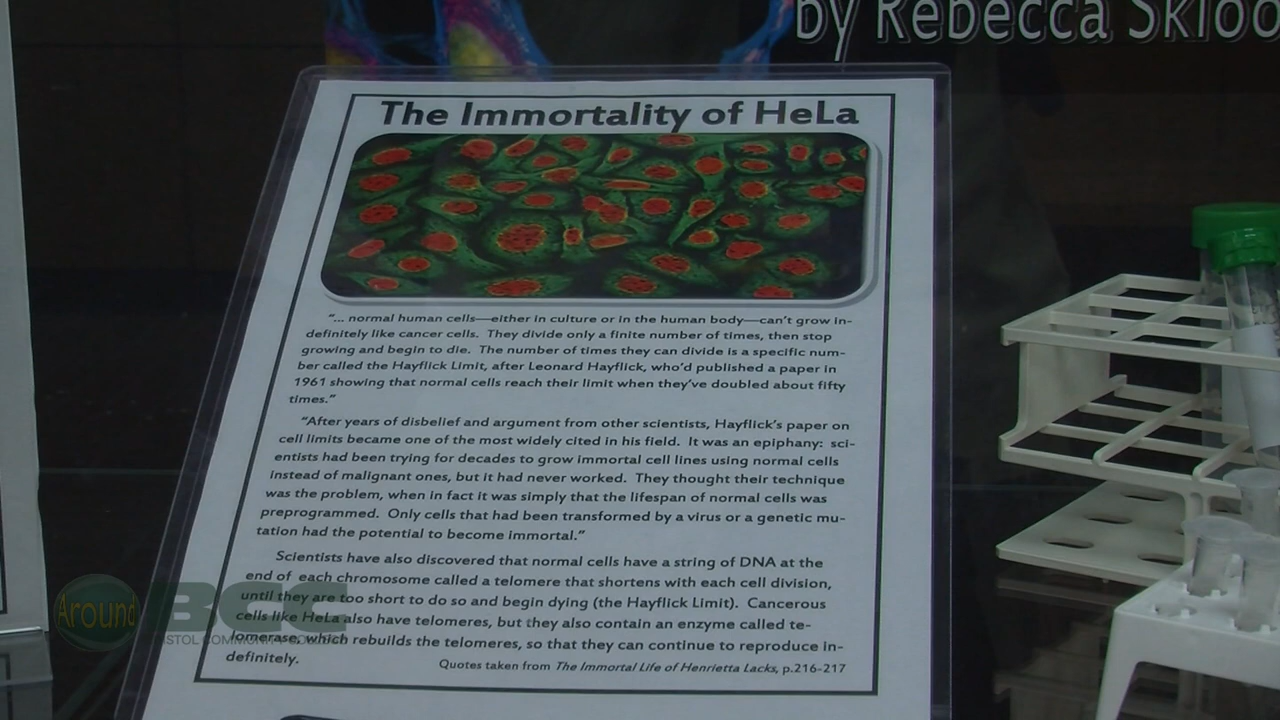 by Rebecca Skloo
The Immortality of HeLa
"... normal human cells—either in culture or in the human body—can't grow in-
definitely like cancer cells. They divide only a finite number of times, then stop
growing and begin to die. The number of times they can divide is a specific num-
ber called the Hayflick Limit, after Leonard Hayflick, who'd published a paper in
1961 showing that normal cells reach their limit when they've doubled about fifty
times."
"After years of disbelief and argument from other scientists, Hayflick's paper on
cell limits became one of the most widely cited in his field. It was an epiphany: sci-
entists had been trying for decades to grow immortal cell lines using normal cells
instead of malignant ones, but it had never worked. They thought their technique
was the problem, when in fact it was simply that the lifespan of normal cells was
preprogrammed. Only cells that had been transformed by a virus or a genetic mu-
tation had the potential to become immortal."
Scientists have also discovered that normal cells have a string of DNA at the
end of each chromosome called a telomere that shortens with each cell division,
until they are too short to do so and begin dying (the Hayflick Limit). Cancerous
cells like HeLa also have telomeres, but they also contain an enzyme called te-
lomerase, which rebuilds the telomeres, so that they can continue to reproduce in-
definitely.
Quotes taken from The Immortal Life of Henrietta Lacks, p.216-217
Around BCC